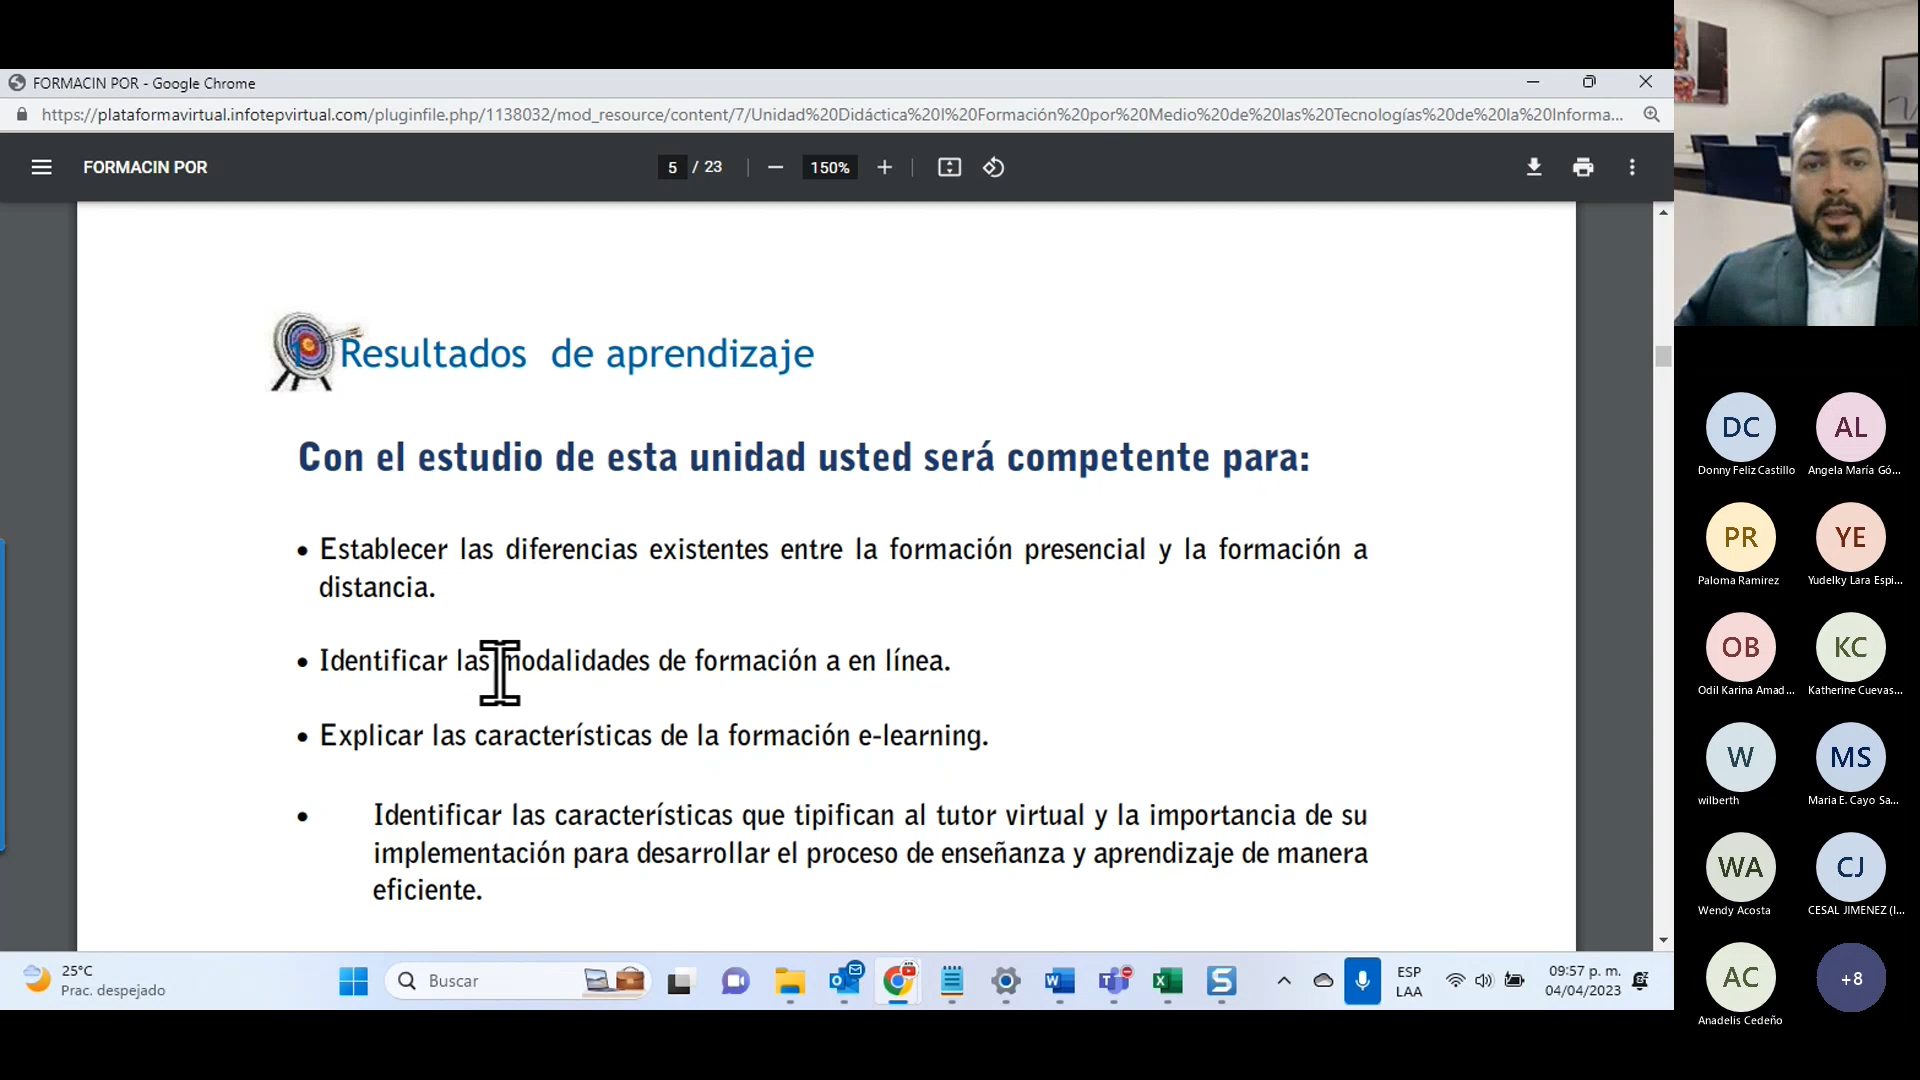 FORMACIN POR - Google Chrome
https://plataformavirtual.infotepvirtual.com/pluginfile.php/1138032/mod_resource/content/7/Unidad%20Didáctica%20I%20Formación%20por%20Medio%20de%20las%20Tecnologías%20de%20la%20Informa...
FORMACIN POR
5 / 23
150%
Resultados de aprendizaje
Con el estudio de esta unidad usted será competente para:
• Establecer las diferencias existentes entre la formación presencial y la formación a
distancia.
• Identificar las modalidades de formación a en línea.
• Explicar las características de la formación e-learning.
• Identificar las características que tipifican al tutor virtual y la importancia de su
implementación para desarrollar el proceso de enseñanza y aprendizaje de manera
eficiente.
DC
Donny Feliz Castillo
AL
Angela María Gó...
PR
Paloma Ramirez
YE
Yudelky Lara Espi...
OB
Odil Karina Amad...
KC
Katherine Cuevas...
W
wilberth
MS
Maria E. Cayo Sa...
WA
Wendy Acosta
CJ
CESAL JIMENEZ (I...
AC
Anadelis Cedeño
+8
25°C
Prac. despejado
Buscar
ESP
LAA
09:57 p. m.
04/04/2023